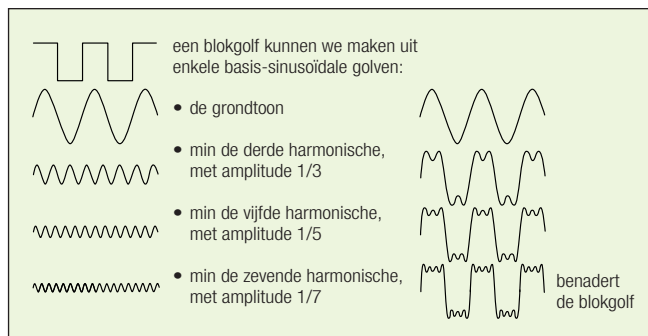 een blokgolf kunnen we maken uit
enkele basis-sinusoïdale golven:
• de grondtoon
• min de derde harmonische,
met amplitude 1/3
• min de vijfde harmonische,
met amplitude 1/5
• min de zevende harmonische,
met amplitude 1/7
benadert
de blokgolf